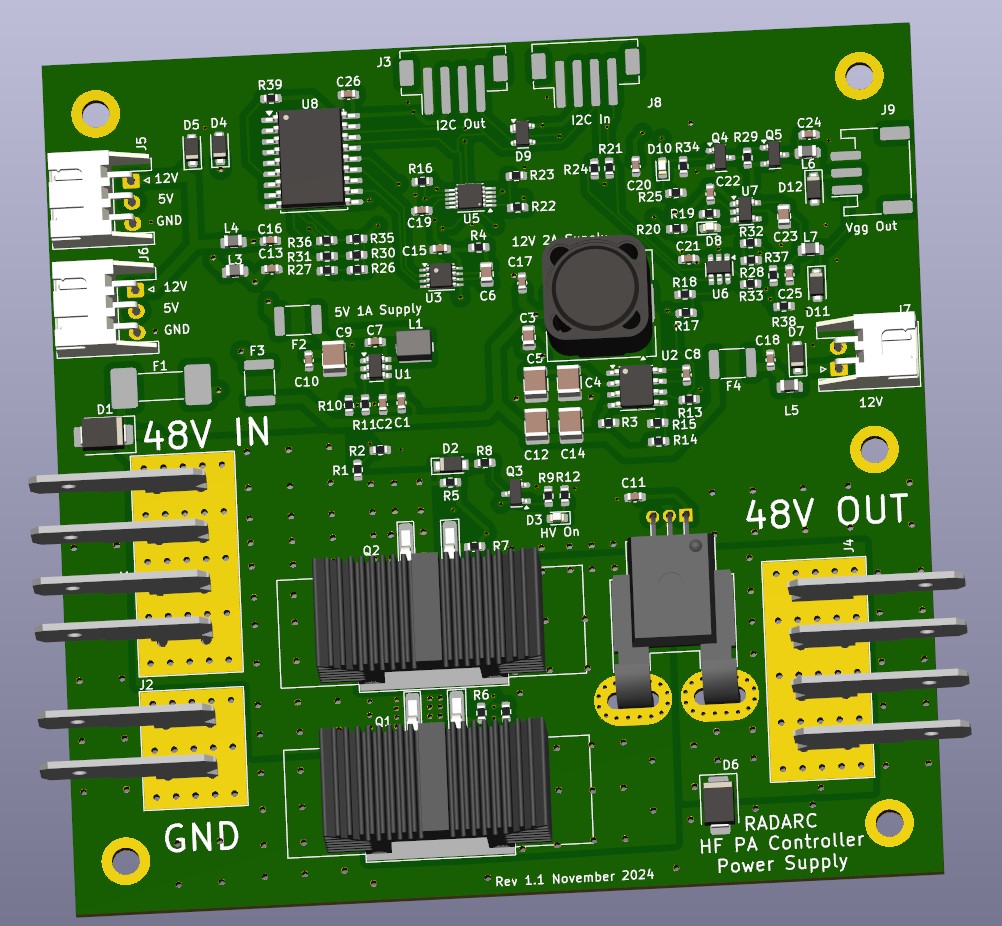 J3
J8
R39
C26
U8
I2C Out
I2C In
J9
D5
D4
J5
D9
R24
R21
D10
R34
Q4
R29
Q5
C24
12V
5V
GND
R16
R23
C20
R25
C22
L6
D12
U7
C19
U5
R22
R19
R20
D8
C23
Vgg Out
L4
C16
R36
R35
C15
R4
12V 2A Supply
R32
L7
R31
R30
C21
R28
R37
J6
L3
C13
R27
R26
U3
C6
C17
U6
R33
C25
D11
12V
5V
GND
R18
R17
R38
J7
5V 1A Supply
F2
C9
C7
L1
C3
D7
F1
F3
C10
U1
C5
C4
U2
C8
F4
C18
L5
12V
R10
R11
C2
C1
R13
D1
48V IN
C12
C14
R3
R15
R14
R2
R1
D2
R8
R5
Q3
R9
R12
C11
D3
HV On
48V OUT
J4
Q2
R7
J2
Q1
R6
D6
GND
RADARC
HF PA Controller
Power Supply
Rev 1.1 November 2024